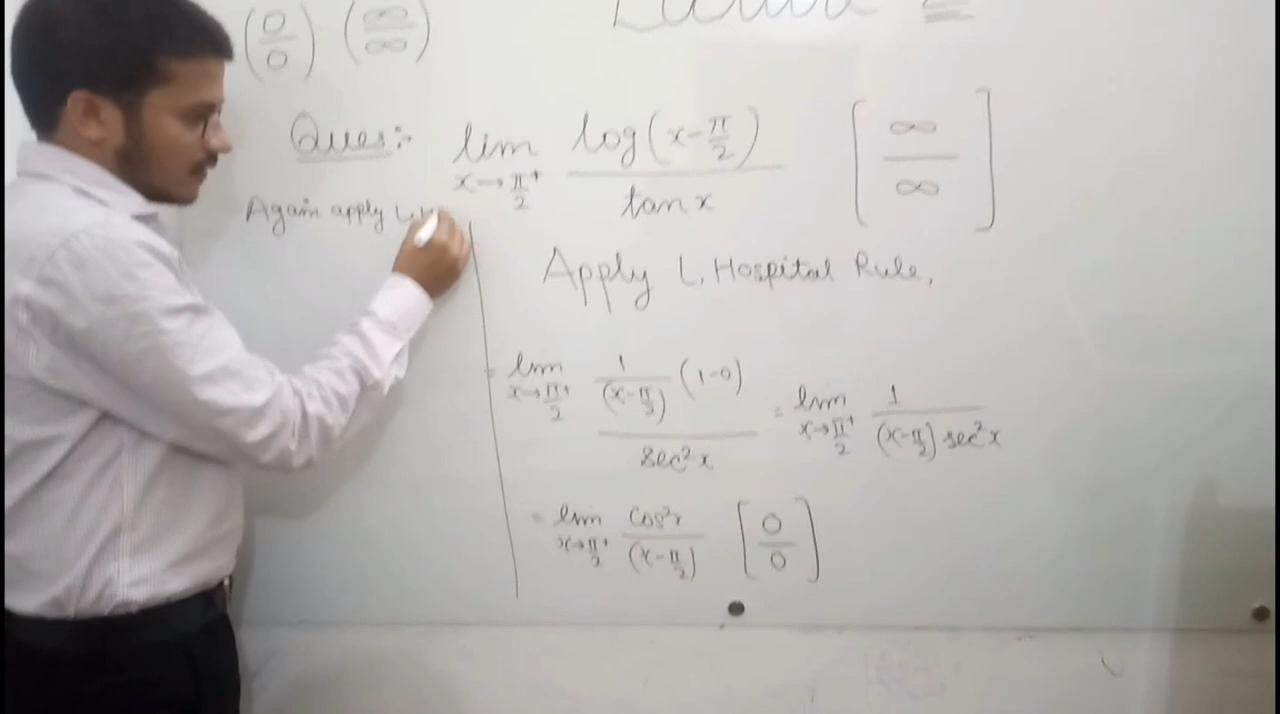 (0/0) (∞/∞)
Ques:- lim x→π/2⁺ log(x-π/2)/tan x [∞/∞]
Again apply L.H
Apply L. Hospital Rule,
= lim x→π/2⁺ 1/(x-π/2) (1-0) / sec²x = lim x→π/2⁺ 1/(x-π/2) sec²x
= lim x→π/2⁺ cos²x/(x-π/2) [0/0]